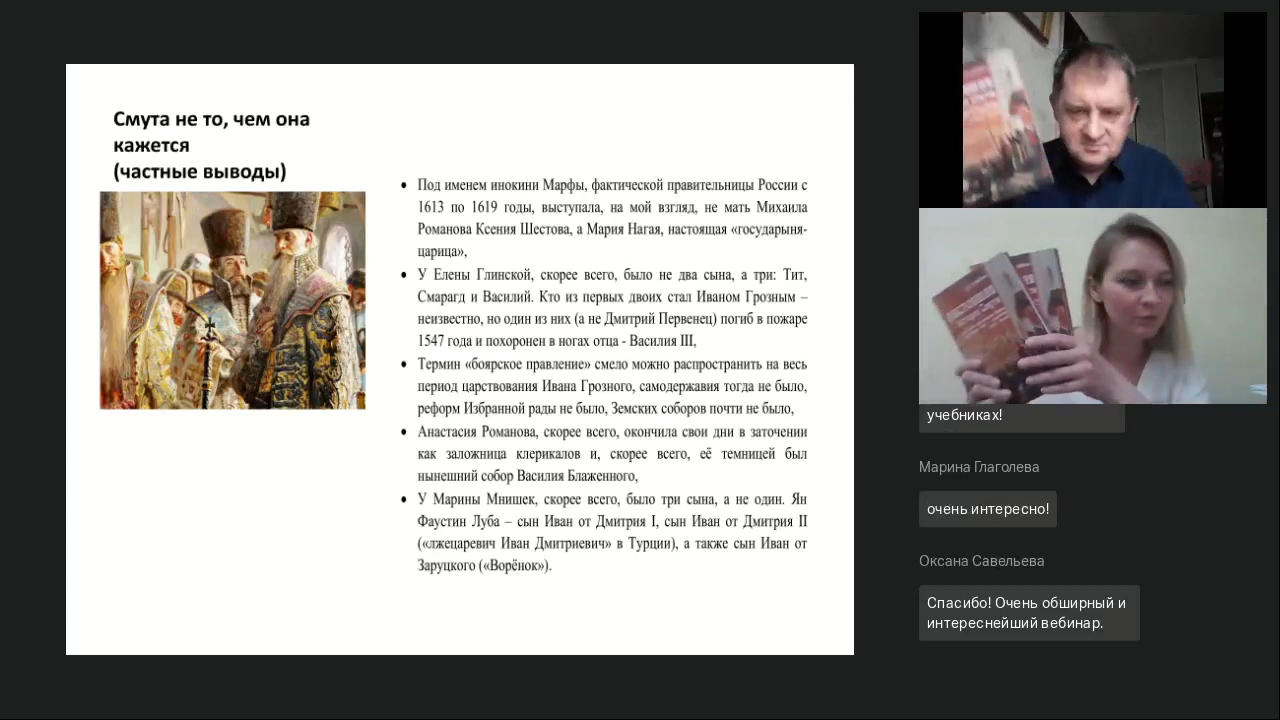 Смута не то, чем она
кажется
(частные выводы)
• Под именем инокини Марфы, фактической правительницы России с
1613 по 1619 годы, выступала, на мой взгляд, не мать Михаила
Романова Ксения Шестова, а Мария Нагая, настоящая «государыня-
царица»,
• У Елены Глинской, скорее всего, было не два сына, а три: Тит,
Смарагд и Василий. Кто из первых двоих стал Иваном Грозным –
неизвестно, но один из них (а не Дмитрий Первенец) погиб в пожаре
1547 года и похоронен в ногах отца - Василия III,
• Термин «боярское правление» смело можно распространить на весь
период царствования Ивана Грозного, самодержавия тогда не было,
реформ Избранной рады не было, Земских соборов почти не было,
• Анастасия Романова, скорее всего, окончила свои дни в заточении
как заложница клерикалов и, скорее всего, её темницей был
нынешний собор Василия Блаженного,
• У Марины Мнишек, скорее всего, было три сына, а не один. Ян
Фаустин Луба – сын Иван от Дмитрия I, сын Иван от Дмитрия II
(«лжецаревич Иван Дмитриевич» в Турции), а также сын Иван от
Заруцкого («Ворёнок»).
учебниках!
Марина Глаголева
очень интересно!
Оксана Савельева
Спасибо! Очень обширный и
интереснейший вебинар.